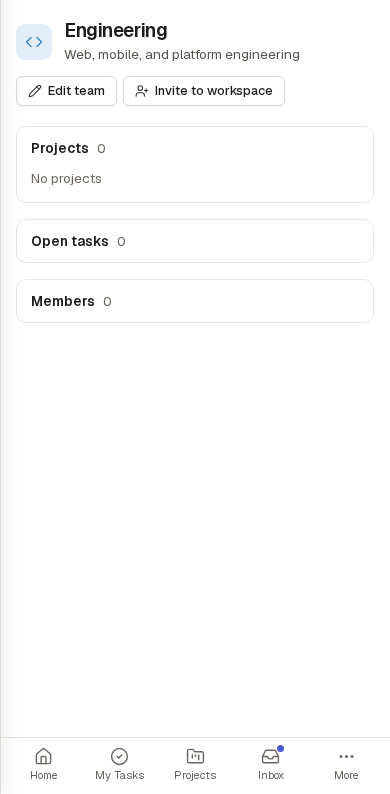 Engineering
Web, mobile, and platform engineering
Edit team
Invite to workspace
Projects 0
No projects
Open tasks 0
Members 0
Home
My Tasks
Projects
Inbox
More